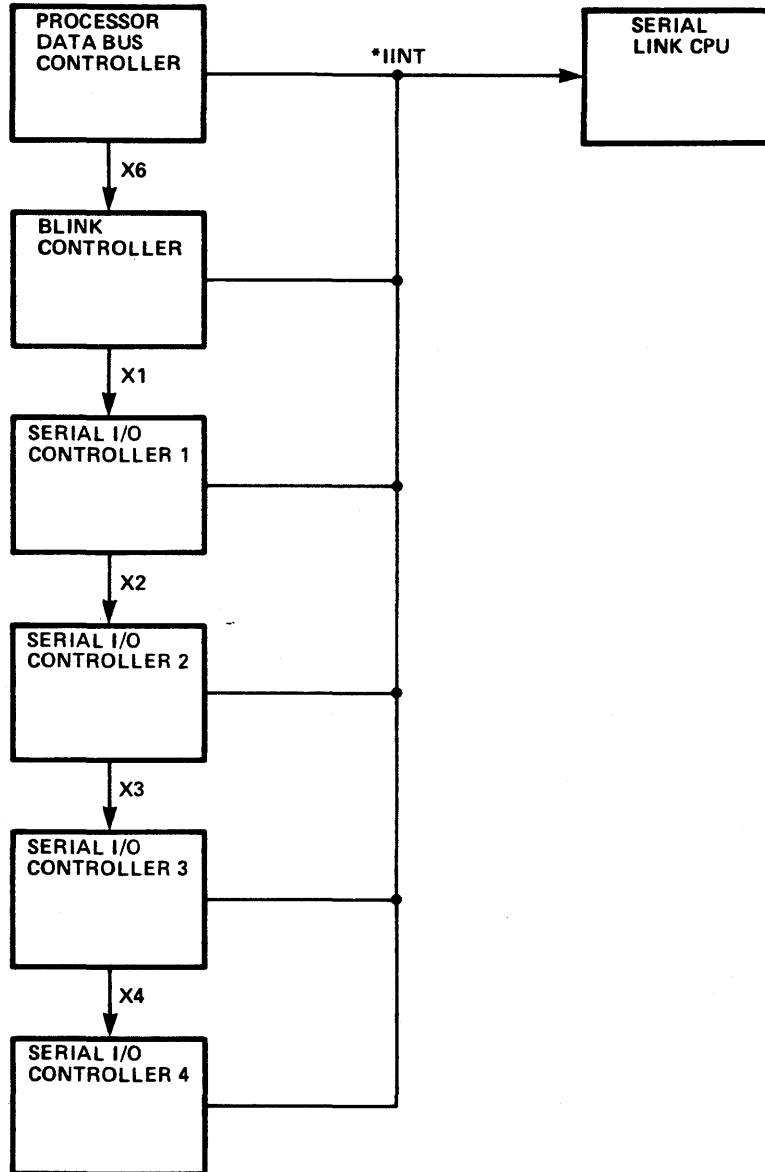 PROCESSOR
DATA BUS
CONTROLLER
*IINT
SERIAL
LINK CPU
X6
BLINK
CONTROLLER
X1
SERIAL I/O
CONTROLLER 1
X2
SERIAL I/O
CONTROLLER 2
X3
SERIAL I/O
CONTROLLER 3
X4
SERIAL I/O
CONTROLLER 4